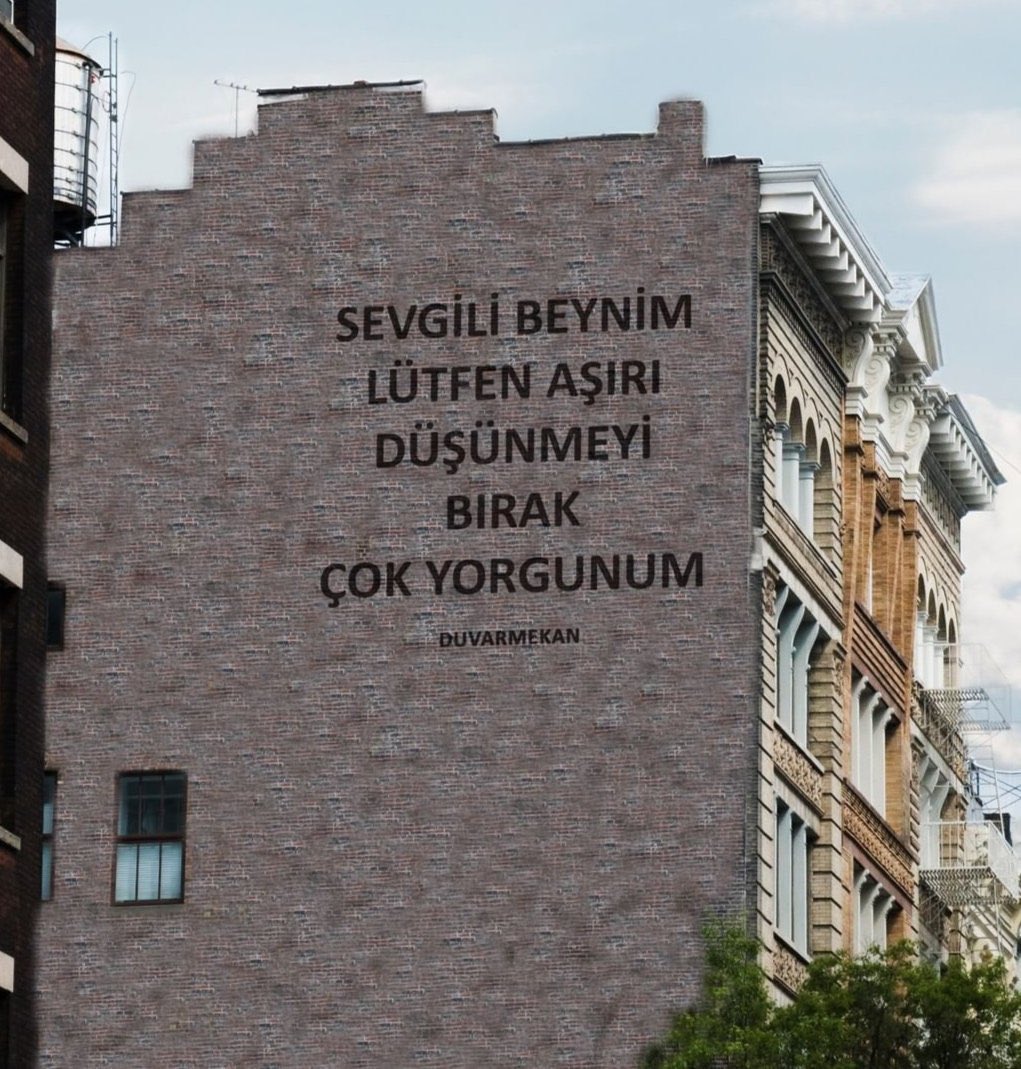 SEVGİLİ BEYNİM
LÜTFEN AŞIRI
DÜŞÜNMEYİ
BIRAK
ÇOK YORGUNUM
DUVARMEKAN